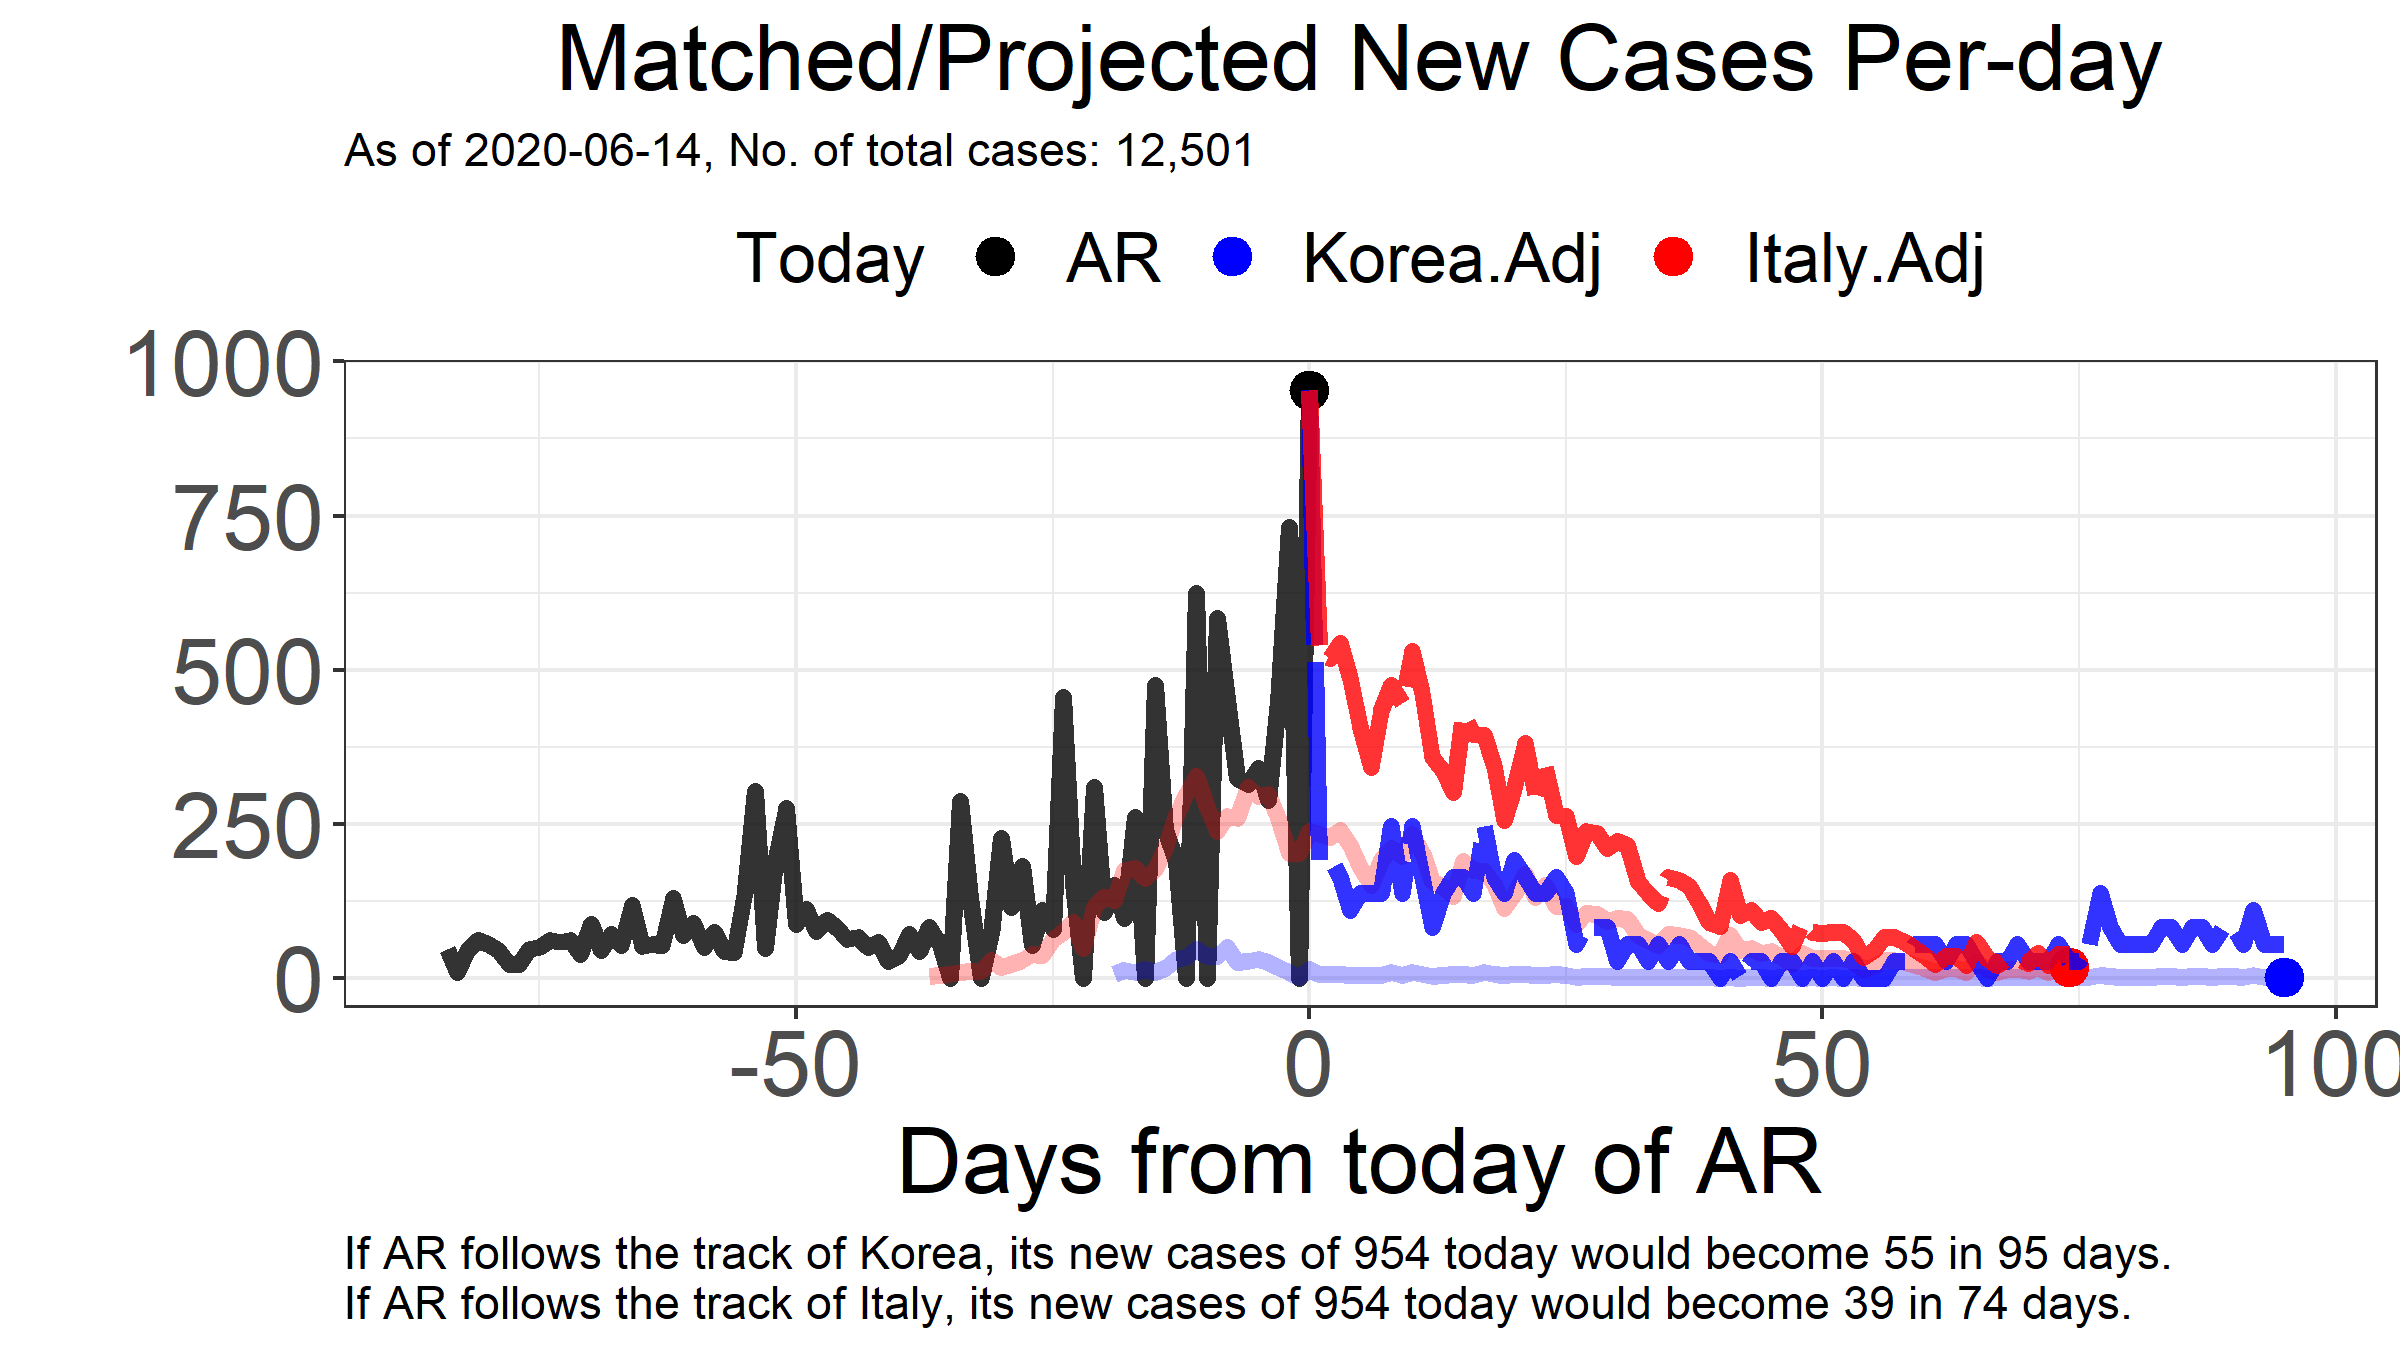 Matched/Projected New Cases Per-day
As of 2020-06-14, No. of total cases: 12,501
Today AR Korea.Adj Italy.Adj
1000
750
500
250
0
-50 0 50 100
Days from today of AR
If AR follows the track of Korea, its new cases of 954 today would become 55 in 95 days.
If AR follows the track of Italy, its new cases of 954 today would become 39 in 74 days.